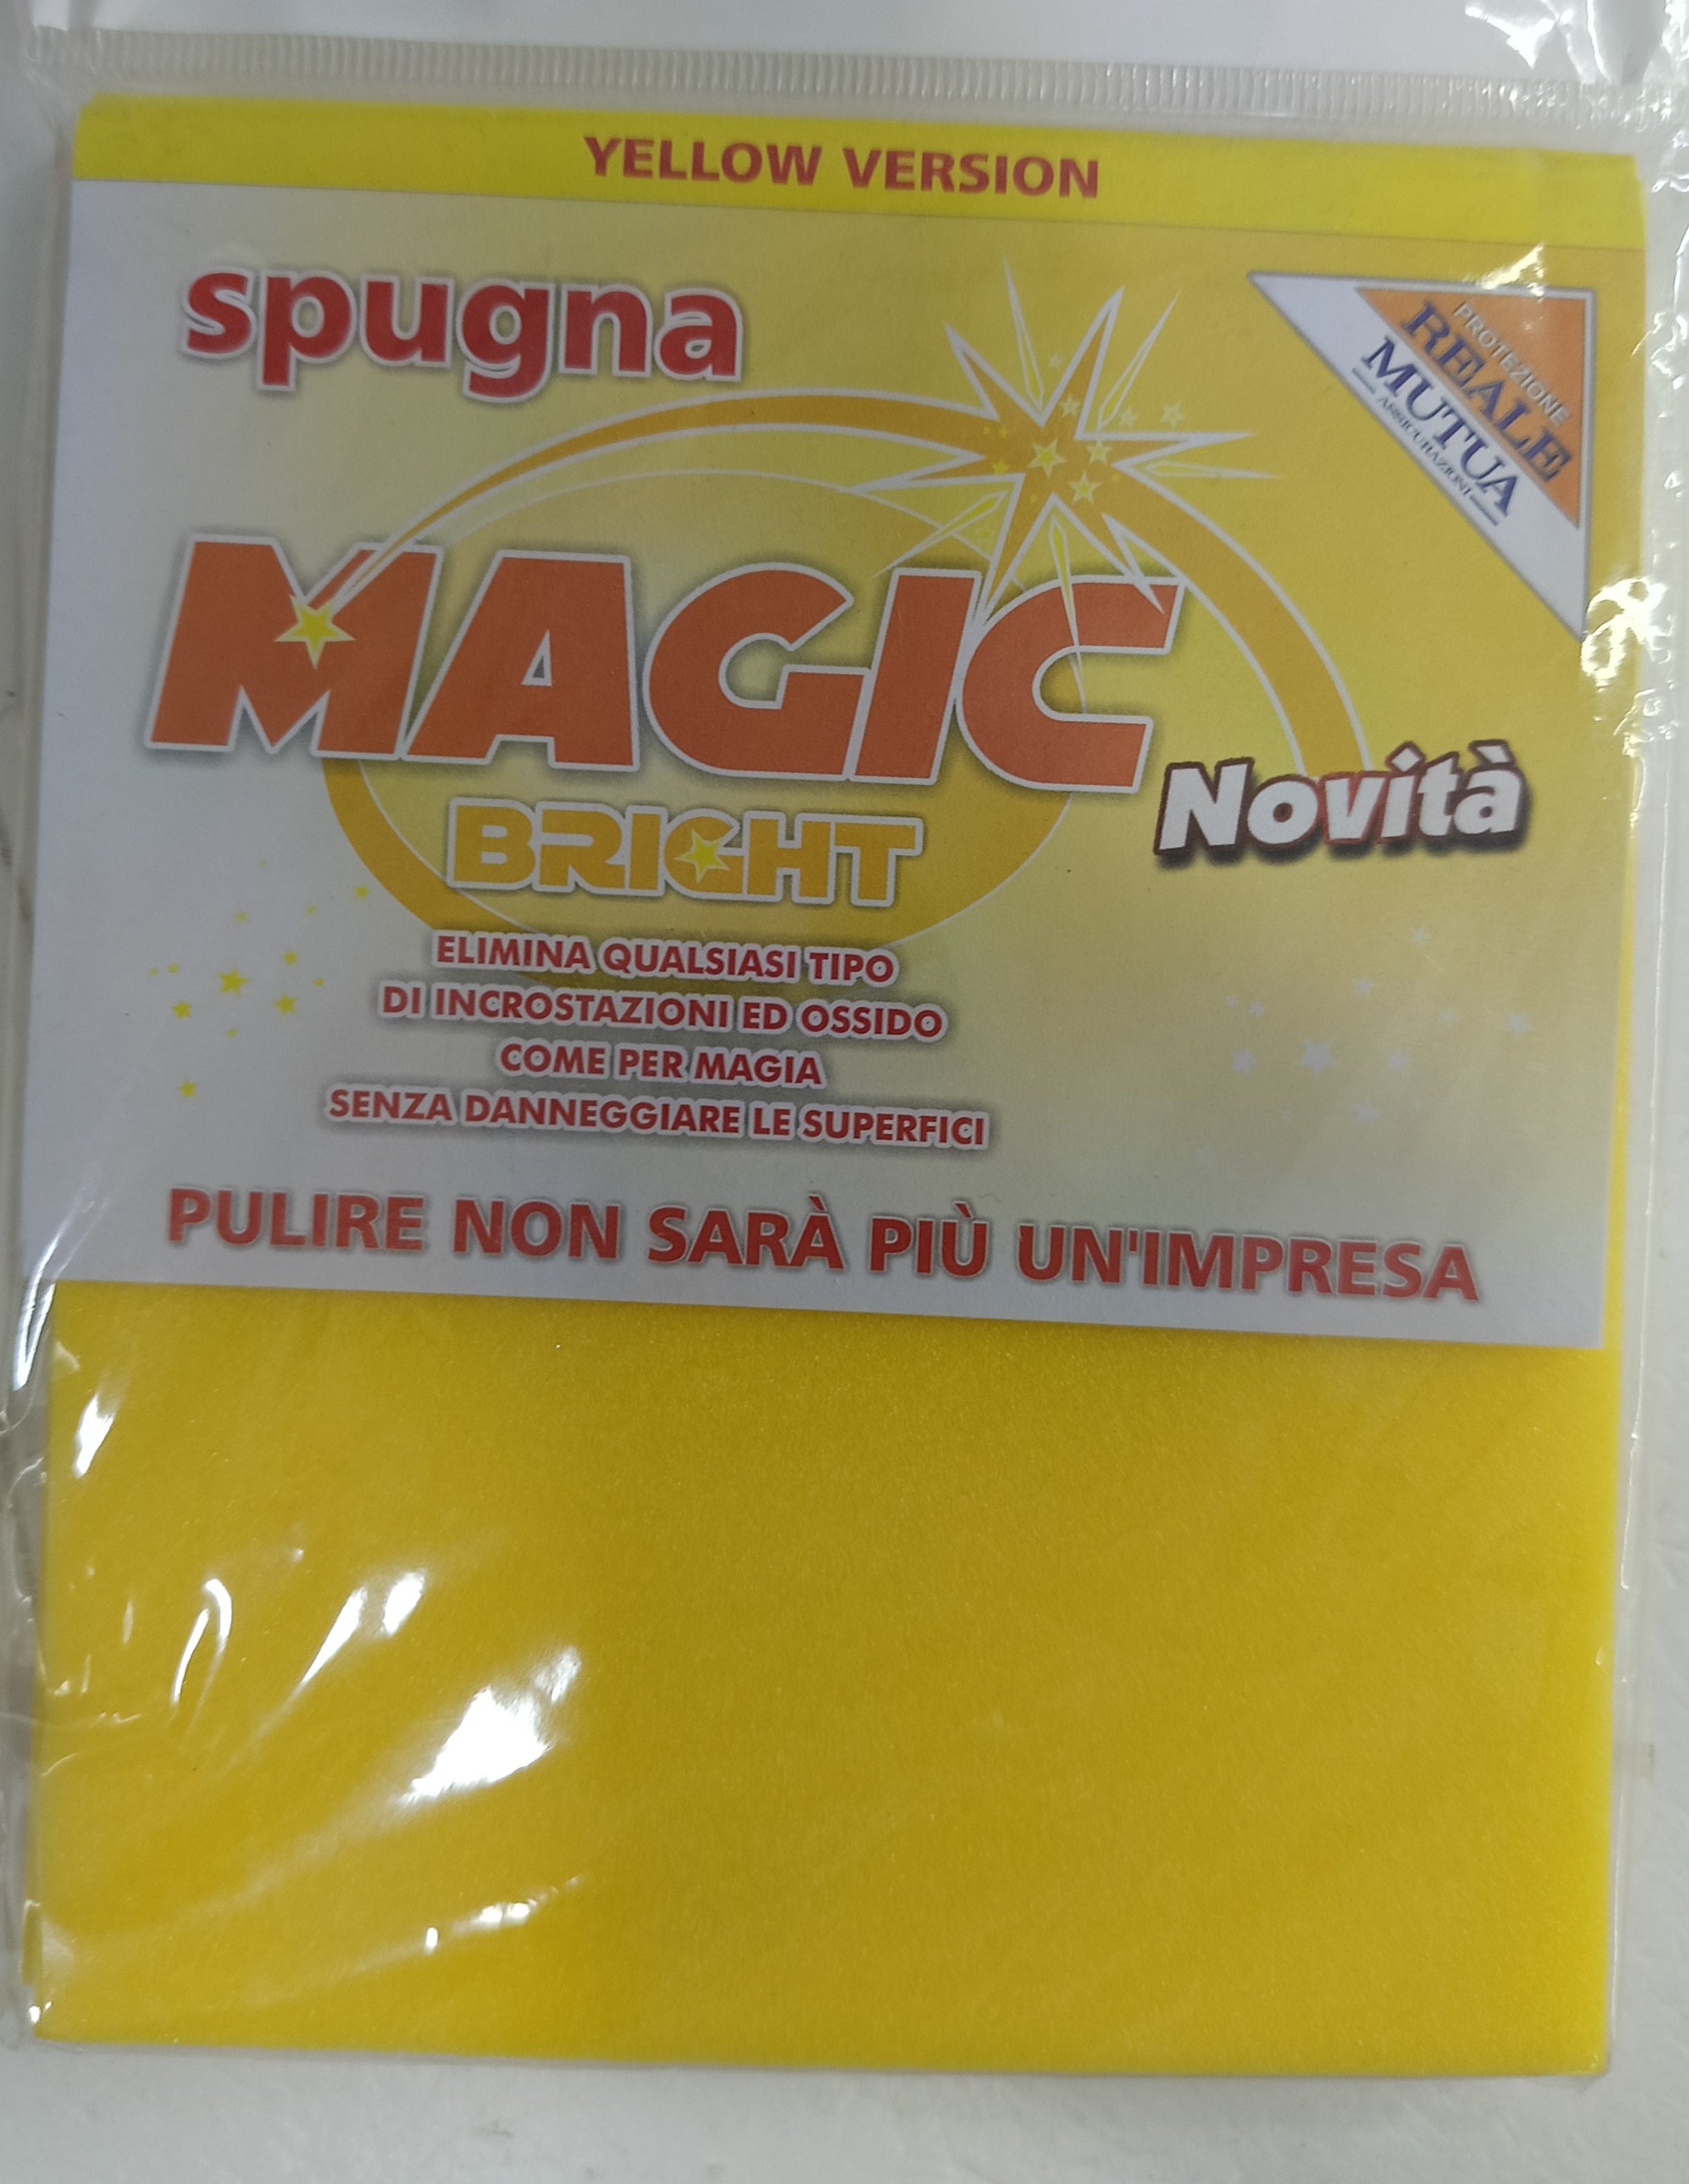 YELLOW VERSION
spugna
PROTEZIONE
REALE
MUTUA
ASSICURAZIONI
MAGIC
Novità
BRIGHT
ELIMINA QUALSIASI TIPO
DI INCROSTAZIONI ED OSSIDO
COME PER MAGIA
SENZA DANNEGGIARE LE SUPERFICI
PULIRE NON SARÀ PIÙ UN'IMPRESA